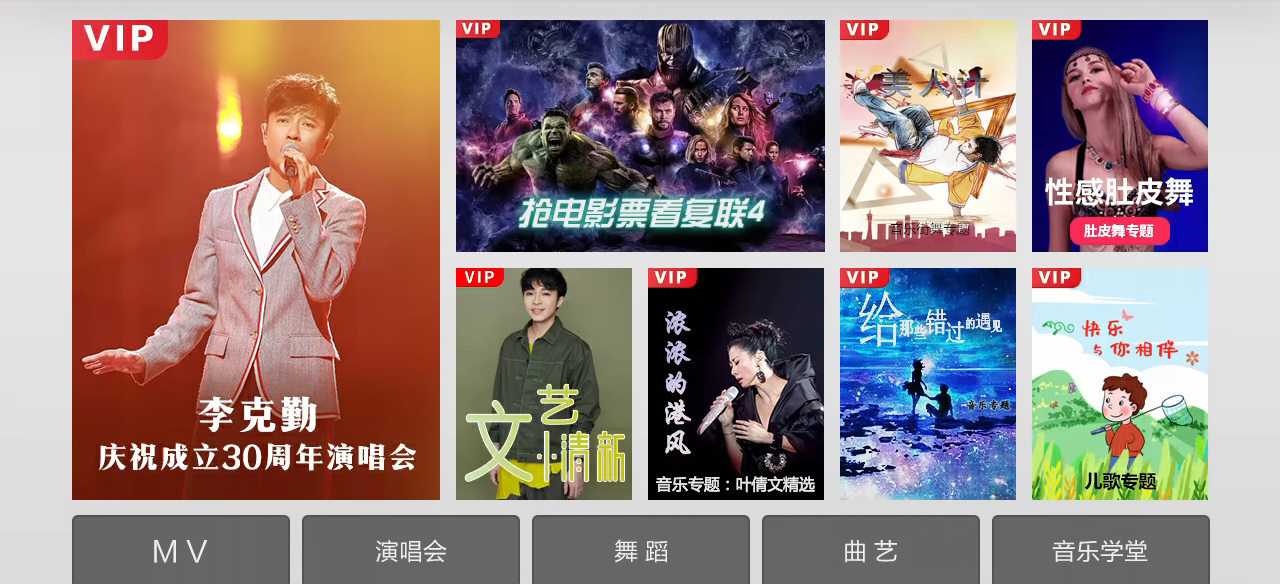 VIP
李克勤
庆祝成立30周年演唱会
VIP
抢电影票看复联4
VIP
美人计
音乐街舞专题
VIP
性感肚皮舞
肚皮舞专题
VIP
文艺小清新
VIP
浓浓的港风
音乐专题：叶倩文精选
VIP
给那些错过的遇见
音乐专题
VIP
快乐
与你相伴
儿歌专题
MV
演唱会
舞蹈
曲艺
音乐学堂